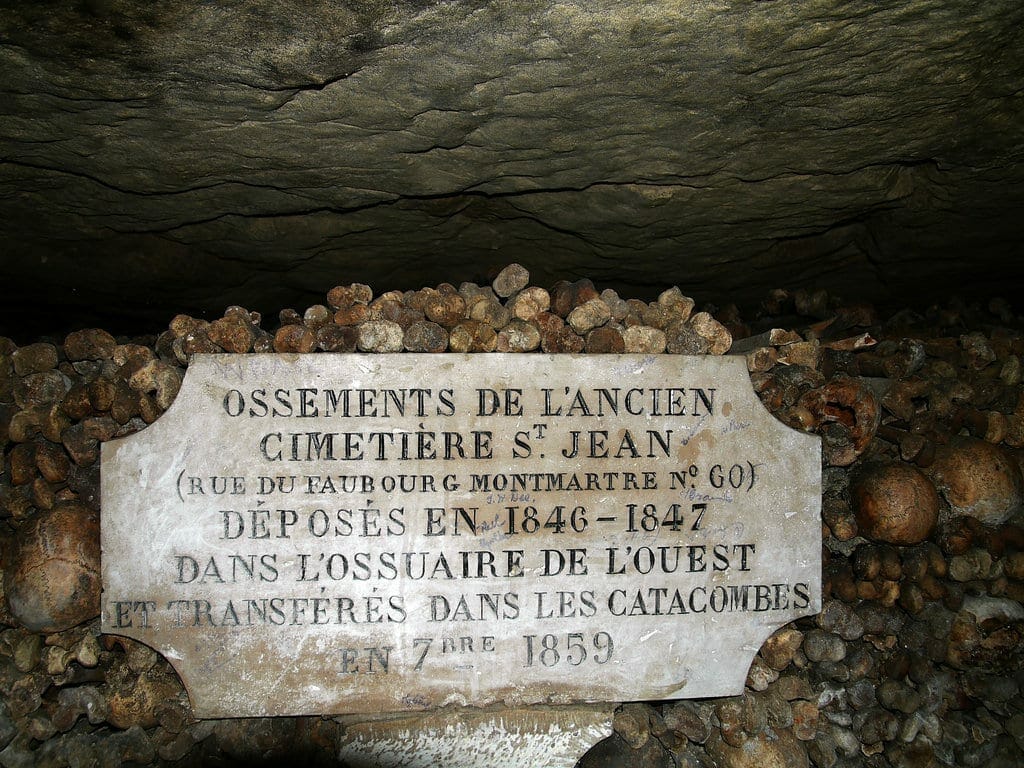 OSSEMENTS DE L'ANCIEN
CIMETIÈRE ST. JEAN
(RUE DU FAUBOURG MONTMARTRE No. 60)
DÉPOSÉS EN 1846-1847
DANS L'OSSUAIRE DE L'OUEST
ET TRANSFÉRÉS DANS LES CATACOMBES
EN 7BRE 1859